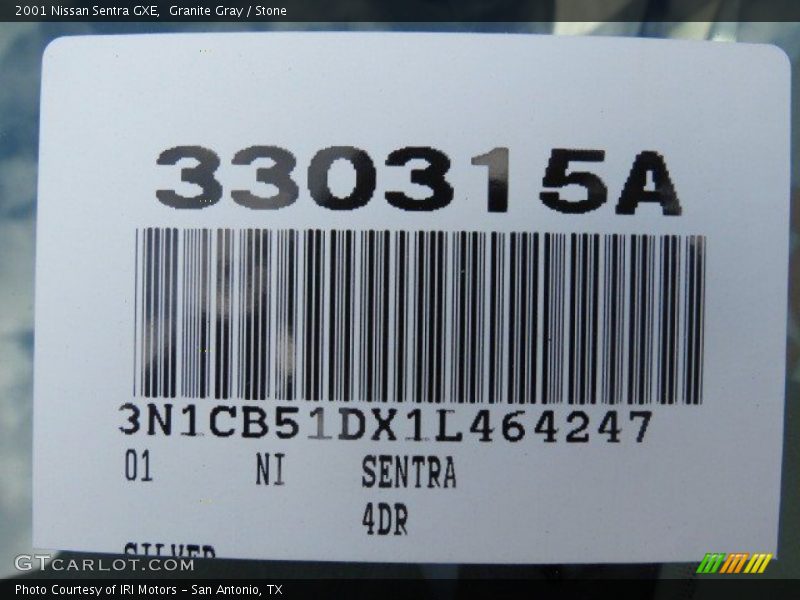 2001 Nissan Sentra GXE,  Granite Gray / Stone
330315A
3N1CB51DX1L464247
01 NI SENTRA
4DR
SILVER
GTCARLOT.COM
Photo Courtesy of IRI Motors – San Antonio, TX